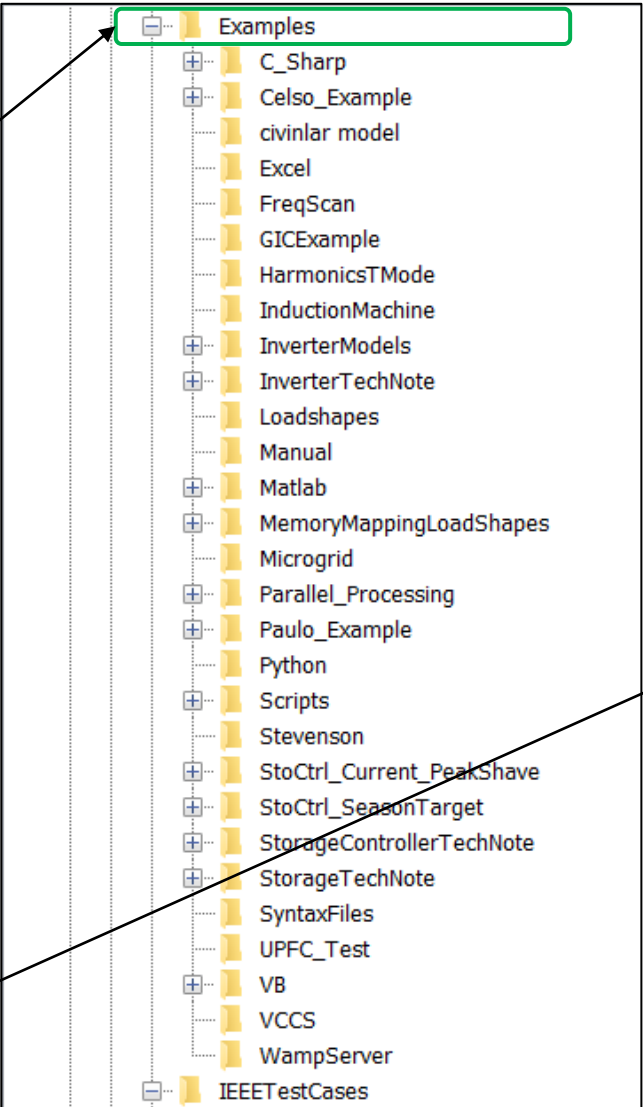 Examples
C_Sharp
Celso_Example
civinlar model
Excel
FreqScan
GICExample
HarmonicsTMode
InductionMachine
InverterModels
InverterTechNote
Loadshapes
Manual
Matlab
MemoryMappingLoadShapes
Microgrid
Parallel_Processing
Paulo_Example
Python
Scripts
Stevenson
StoCtrl_Current_PeakShave
StoCtrl_SeasonTarget
StorageControllerTechNote
StorageTechNote
SyntaxFiles
UPFC_Test
VB
VCCS
WampServer
IEEETestCases